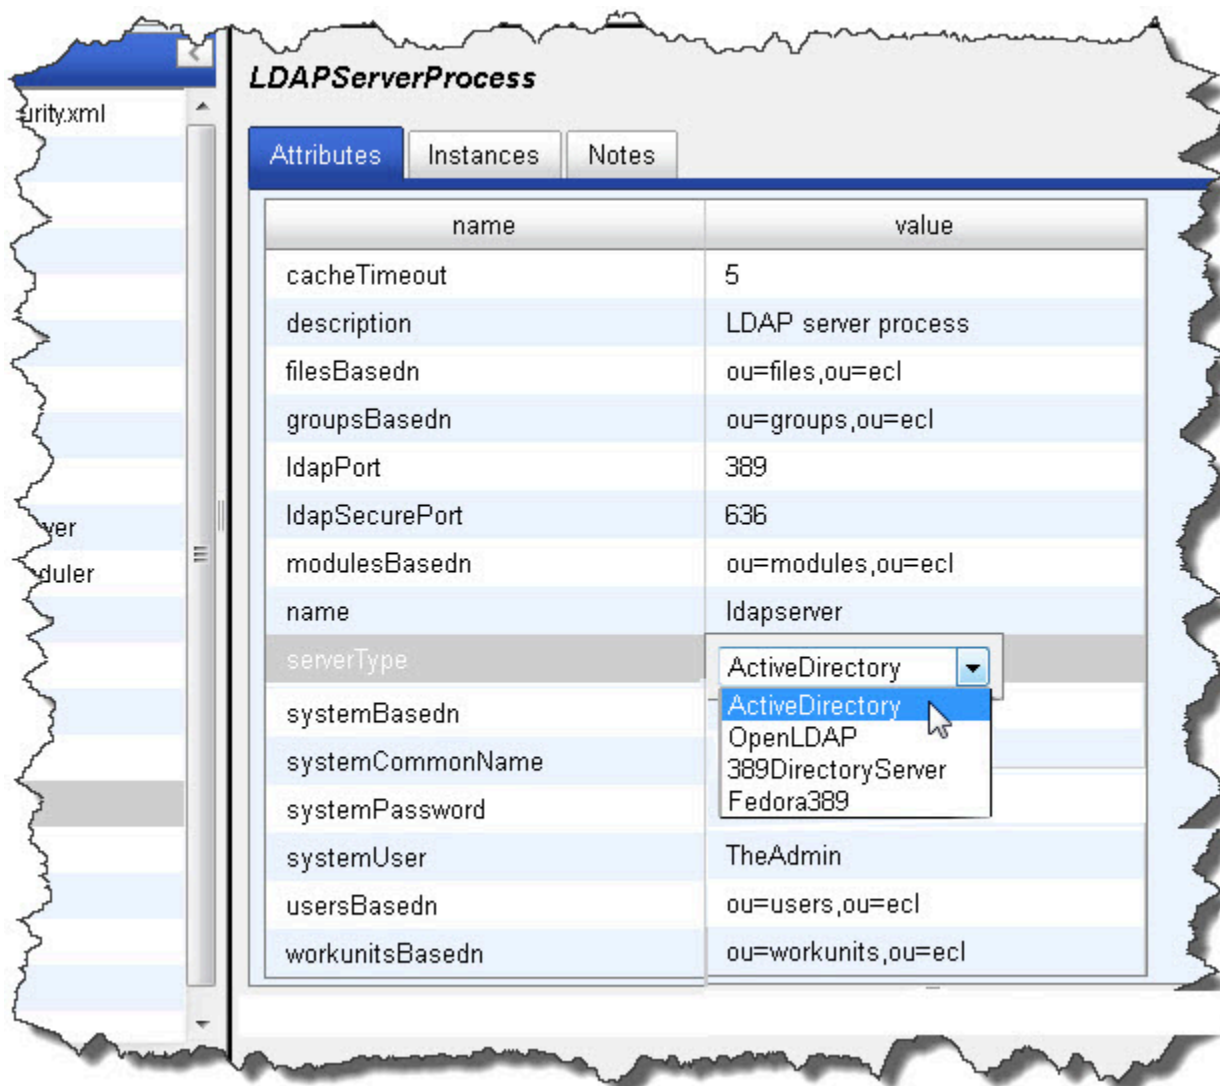 urity.xml
ver
duler
LDAPServerProcess
Attributes Instances Notes
name value
cacheTimeout 5
description LDAP server process
filesBasedn ou=files,ou=ecl
groupsBasedn ou=groups,ou=ecl
ldapPort 389
ldapSecurePort 636
modulesBasedn ou=modules,ou=ecl
name ldapserver
serverType ActiveDirectory
ActiveDirectory
systemBasedn
OpenLDAP
systemCommonName
389DirectoryServer
systemPassword
Fedora389
systemUser TheAdmin
usersBasedn ou=users,ou=ecl
workunitsBasedn ou=workunits,ou=ecl